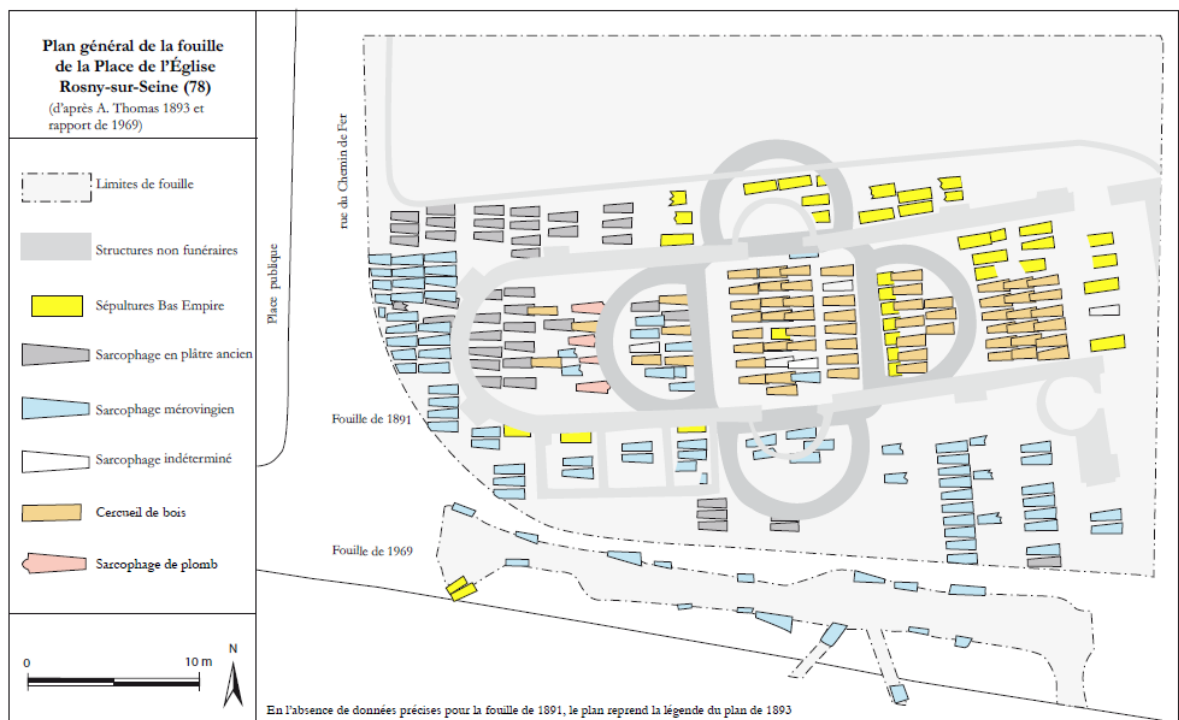 Plan général de la fouille
de la Place de l'Église
Rosny-sur-Seine (78)
(d'après A. Thomas 1893 et
rapport de 1969)
Limites de fouille
Structures non funéraires
Sépultures Bas Empire
Sarcophage en plâtre ancien
Sarcophage mérovingien
Sarcophage indéterminé
Cercueil de bois
Sarcophage de plomb
0 10 m
N
Place publique
rue du Chemin de Fer
Fouille de 1891
Fouille de 1969
En l'absence de données précises pour la fouille de 1891, le plan reprend la légende du plan de 1893